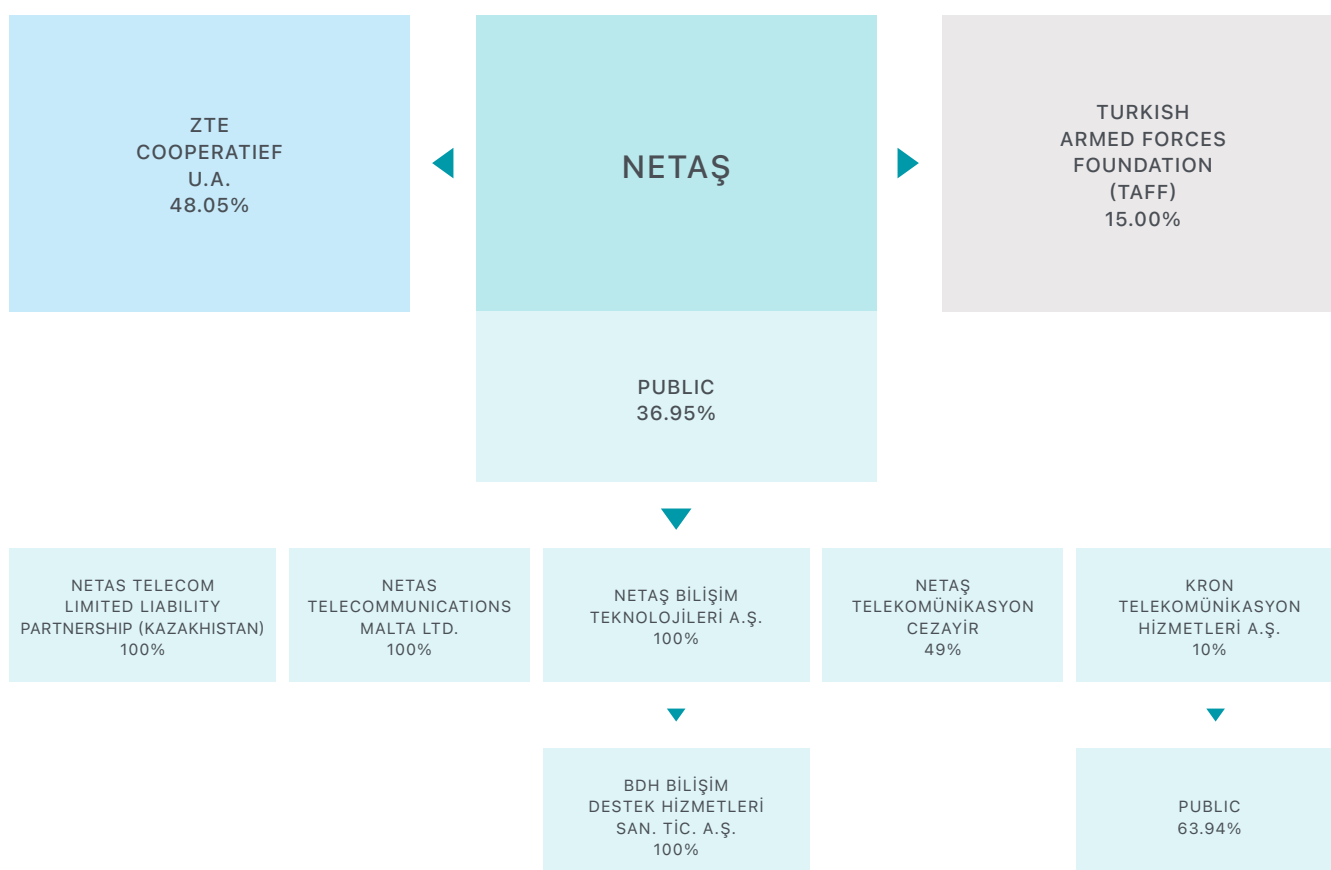 ZTE
COOPERATIEF
U.A.
48.05%
NETAŞ
TURKISH
ARMED FORCES
FOUNDATION
(TAFF)
15.00%
PUBLIC
36.95%
NETAS TELECOM
LIMITED LIABILITY
PARTNERSHIP (KAZAKHISTAN)
100%
NETAS
TELECOMMUNICATIONS
MALTA LTD.
100%
NETAŞ BİLİŞİM
TEKNOLOJİLERİ A.Ş.
100%
NETAŞ
TELEKOMÜNİKASYON
CEZAYİR
49%
KRON
TELEKOMÜNİKASYON
HİZMETLERİ A.Ş.
10%
BDH BİLİŞİM
DESTEK HİZMETLERİ
SAN. TİC. A.Ş.
100%
PUBLIC
63.94%